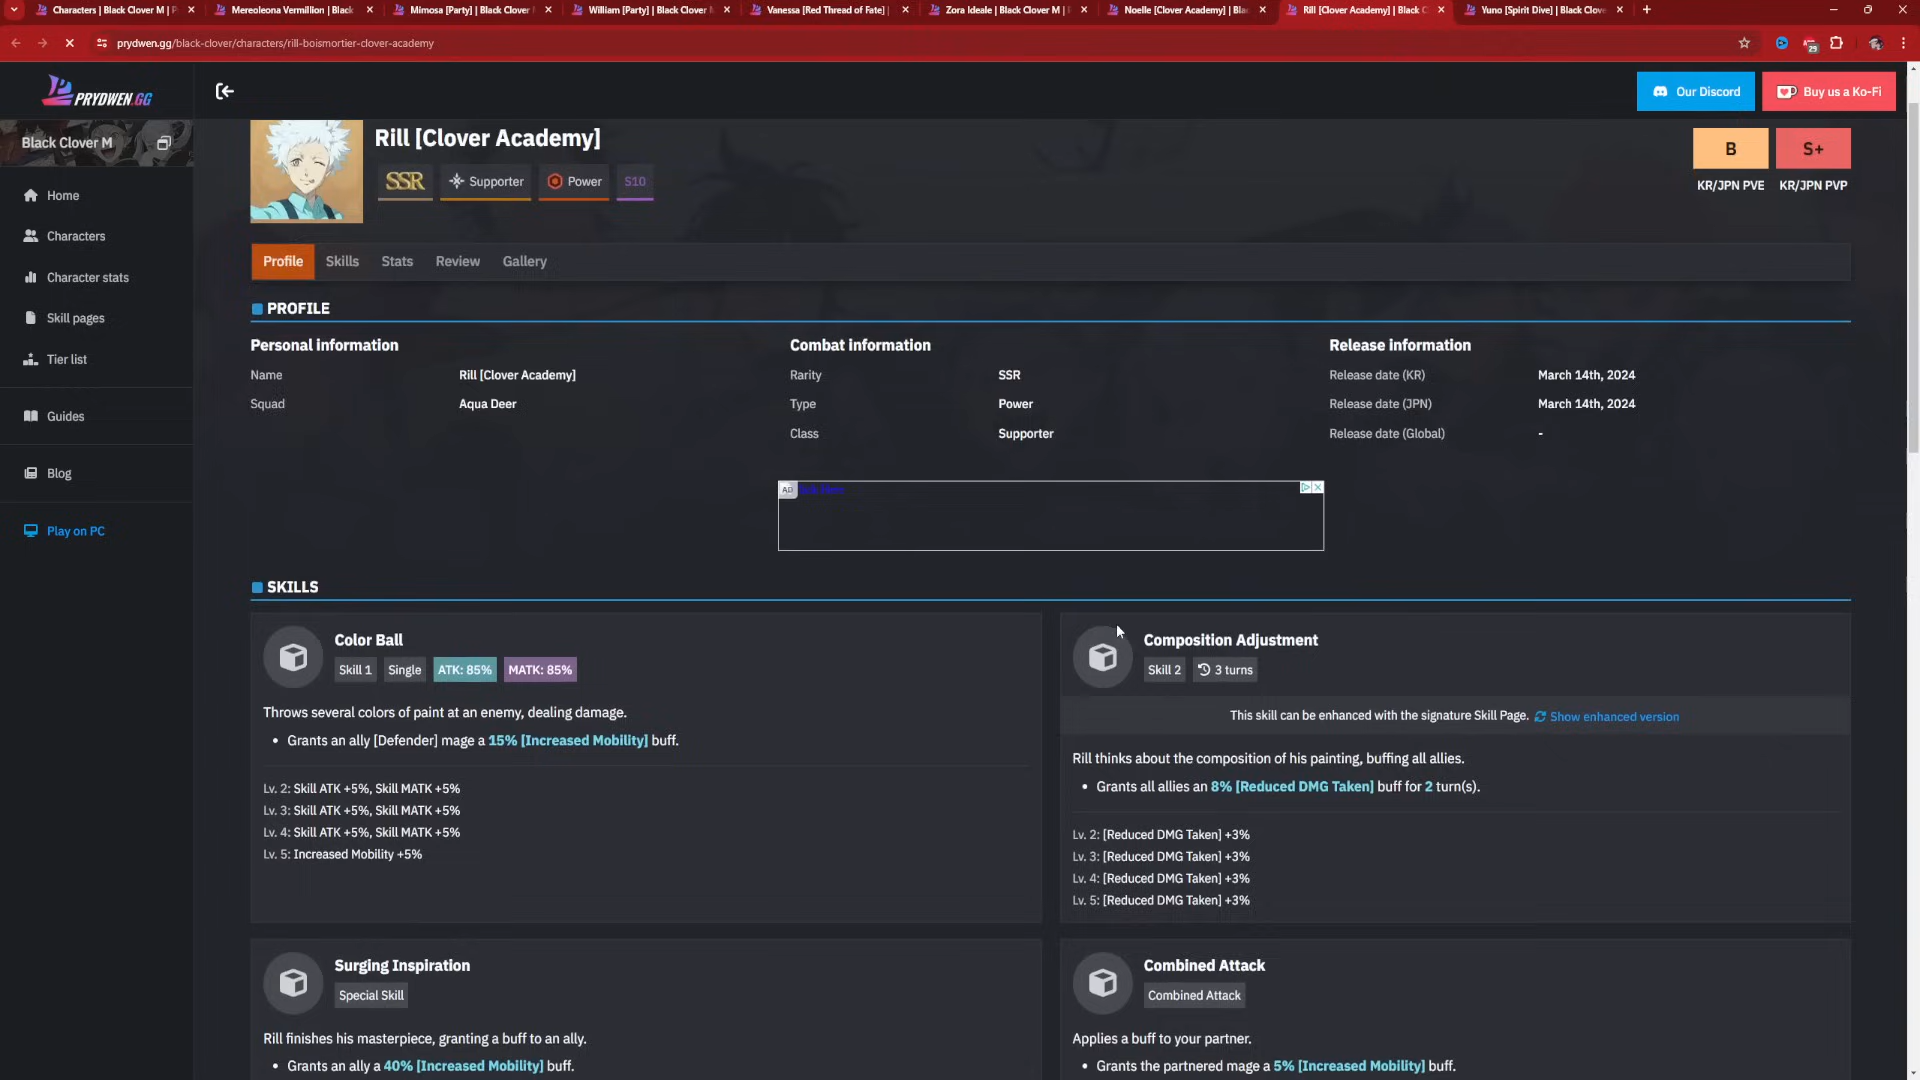 Characters | Black Clover M |
Mereoleona Vermillion | Black
Mimosa [Party] | Black Clover
William [Party] | Black Clover M
Vanessa [Red Thread of Fate] |
Zora Ideale | Black Clover M |
Noelle [Clover Academy] | Bla
Rill [Clover Academy] | Black C
Yuno [Spirit Dive] | Black Clove
prydwen.gg/black-clover/characters/rill-boismortier-clover-academy
29
PRYDWEN.GG
Our Discord
Buy us a Ko-Fi
Black Clover M
Home
Characters
Character stats
Skill pages
Tier list
Guides
Blog
Play on PC
Rill [Clover Academy]
SSR
Supporter
Power
S10
B
S+
KR/JPN PVE
KR/JPN PVP
Profile
Skills
Stats
Review
Gallery
PROFILE
Personal information
Name
Rill [Clover Academy]
Squad
Aqua Deer
Combat information
Rarity
SSR
Type
Power
Class
Supporter
Release information
Release date (KR)
March 14th, 2024
Release date (JPN)
March 14th, 2024
Release date (Global)
-
AD
SKILLS
Color Ball
Skill 1
Single
ATK: 85%
MATK: 85%
Throws several colors of paint at an enemy, dealing damage.
• Grants an ally [Defender] mage a 15% [Increased Mobility] buff.
Lv. 2: Skill ATK +5%, Skill MATK +5%
Lv. 3: Skill ATK +5%, Skill MATK +5%
Lv. 4: Skill ATK +5%, Skill MATK +5%
Lv. 5: Increased Mobility +5%
Composition Adjustment
Skill 2
3 turns
This skill can be enhanced with the signature Skill Page. Show enhanced version
Rill thinks about the composition of his painting, buffing all allies.
• Grants all allies an 8% [Reduced DMG Taken] buff for 2 turn(s).
Lv. 2: [Reduced DMG Taken] +3%
Lv. 3: [Reduced DMG Taken] +3%
Lv. 4: [Reduced DMG Taken] +3%
Lv. 5: [Reduced DMG Taken] +3%
Surging Inspiration
Special Skill
Rill finishes his masterpiece, granting a buff to an ally.
• Grants an ally a 40% [Increased Mobility] buff.
Combined Attack
Combined Attack
Applies a buff to your partner.
• Grants the partnered mage a 5% [Increased Mobility] buff.